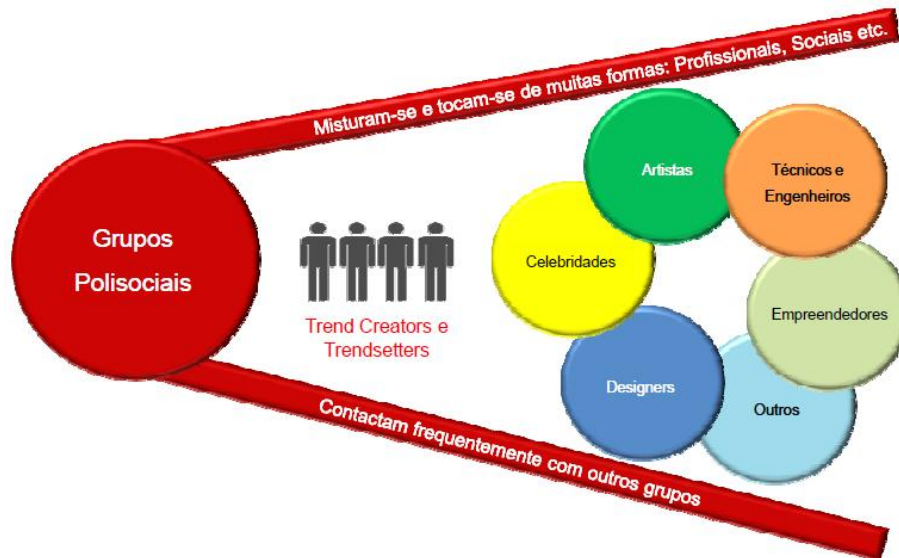 Misturam-se e tocam-se de muitas formas: Profissionais, Sociais etc.
Grupos
Polisociais
Trend Creators e
Trendsetters
Artistas
Técnicos e
Engenheiros
Celebridades
Empreendedores
Designers
Outros
Contactam frequentemente com outros grupos